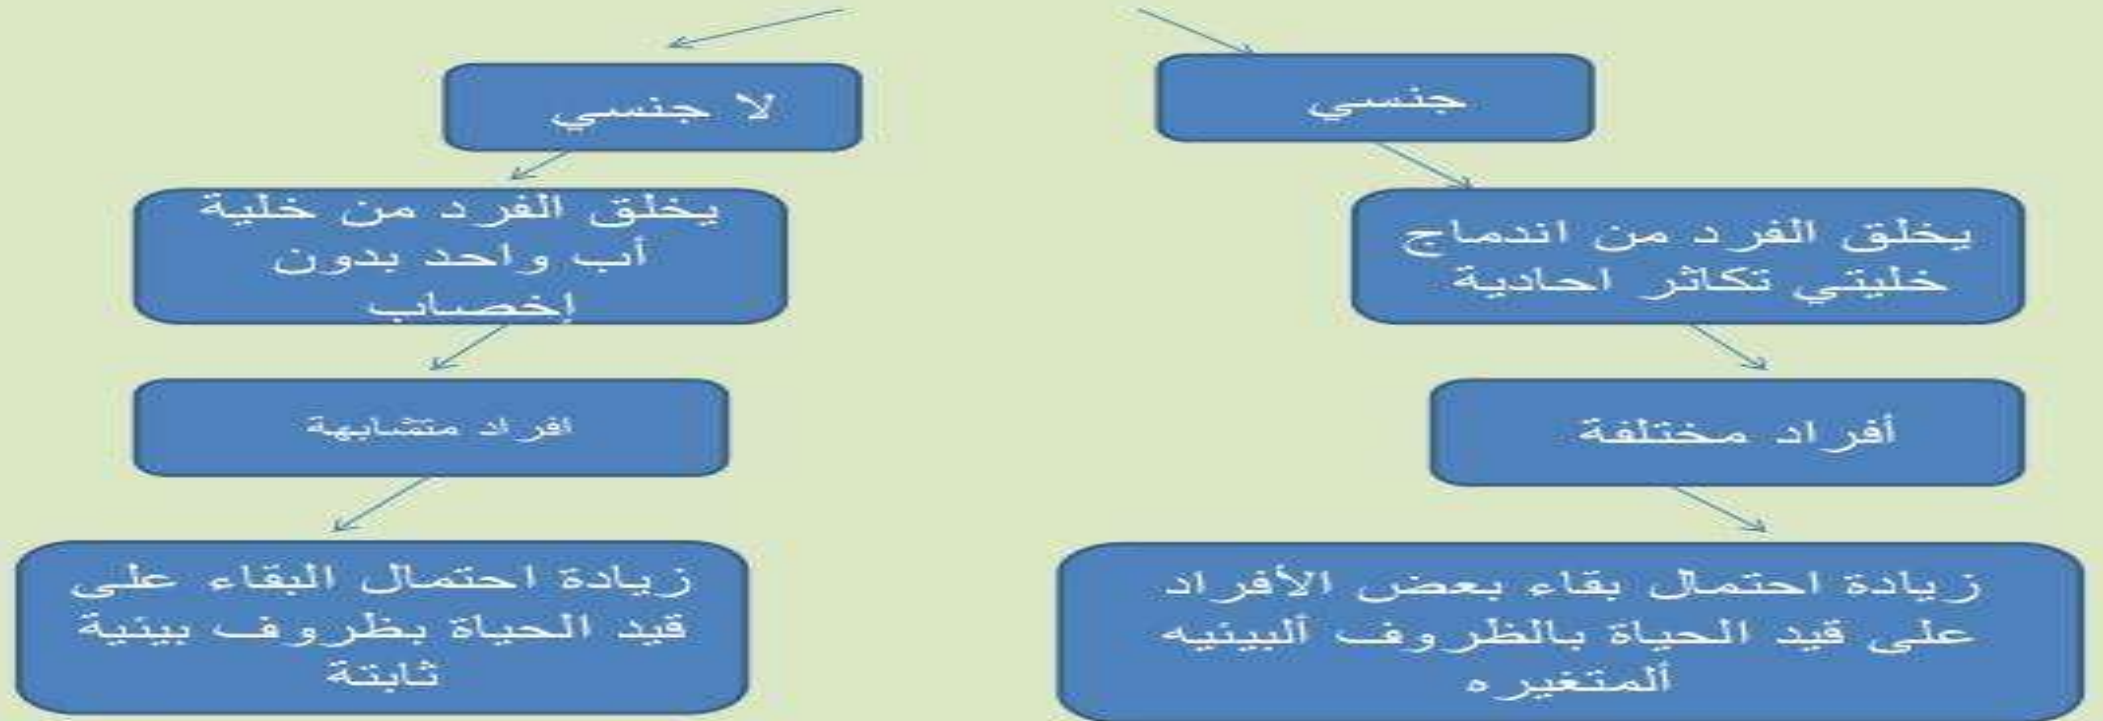 جنسي
لا جنسي
يخلق الفرد من اندماج
خليتي تكاثر احادية
يخلق الفرد من خلية
أب واحد بدون
إخصاب
أفراد مختلفة
افراد متشابهة
زيادة احتمال بقاء بعض الأفراد
على قيد الحياة بالظروف ألبيئيه
ألمتغيره
زيادة احتمال البقاء على
قيد الحياة بظروف بيئية
ثابتة